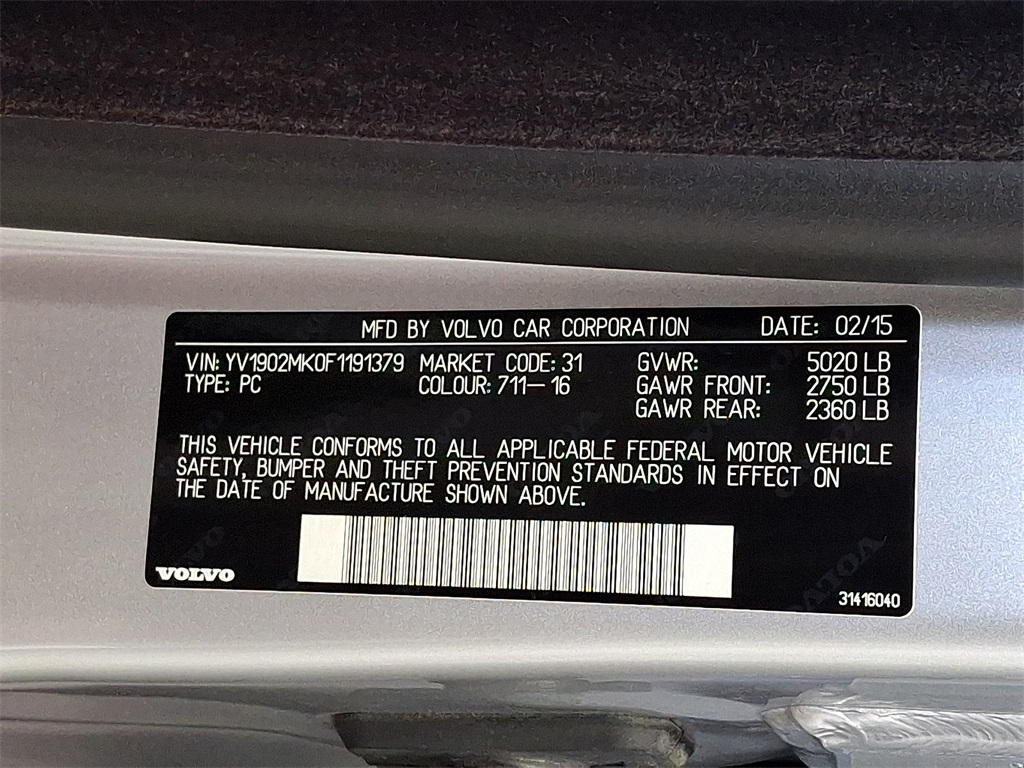 MFD BY VOLVO CAR CORPORATION DATE: 02/15
VIN: YV1902MK0F1191379 MARKET CODE: 31 GVWR: 5020 LB
TYPE: PC COLOUR: 711-16 GAWR FRONT: 2750 LB
GAWR REAR: 2360 LB
THIS VEHICLE CONFORMS TO ALL APPLICABLE FEDERAL MOTOR VEHICLE
SAFETY, BUMPER AND THEFT PREVENTION STANDARDS IN EFFECT ON
THE DATE OF MANUFACTURE SHOWN ABOVE.
VOLVO
31416040